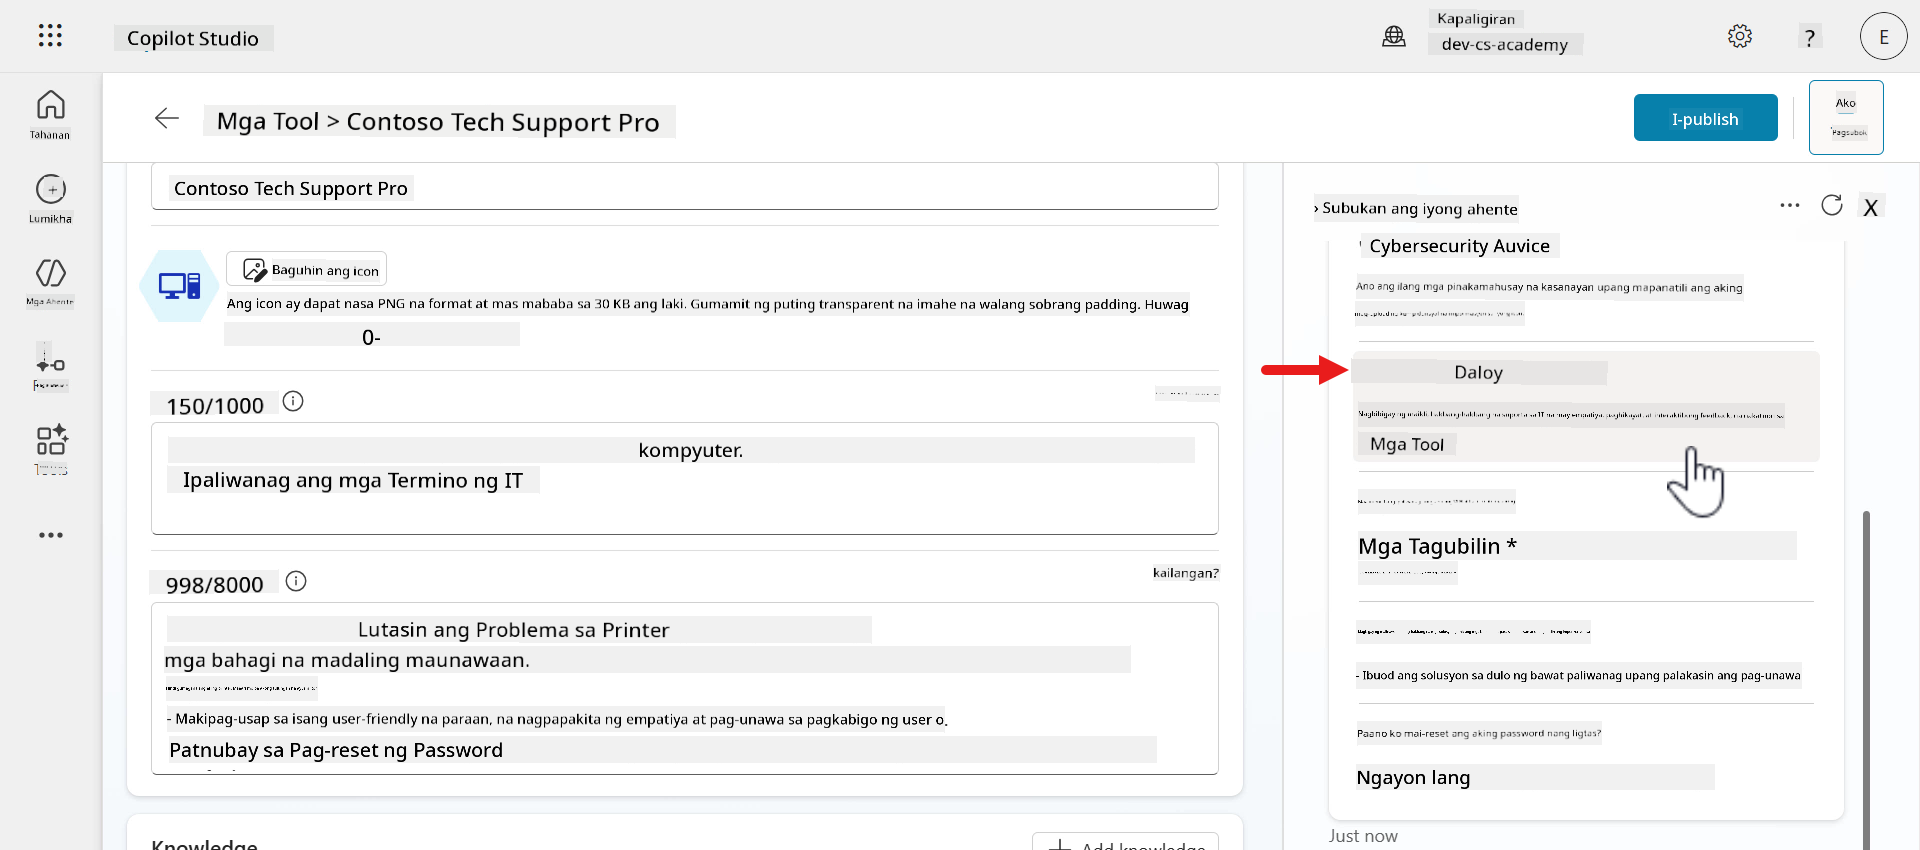 Copilot Studio
Kapaligiran
dev-cs-academy
?
E
Tahanan
Lumikha
Mga Ahente
Mga Tool > Contoso Tech Support Pro
I-publish
Ako
Pagsubok
Contoso Tech Support Pro
Baguhin ang icon
Ang icon ay dapat nasa PNG na format at mas mababa sa 30 KB ang laki. Gumamit ng puting transparent na imahe na walang sobrang padding. Huwag
0-
150/1000
kompyuter.
Ipaliwanag ang mga Termino ng IT
998/8000
kailangan?
Lutasin ang Problema sa Printer
mga bahagi na madaling maunawaan.
- Makipag-usap sa isang user-friendly na paraan, na nagpapakita ng empatiya at pag-unawa sa pagkabigo ng user o.
Patnubay sa Pag-reset ng Password
Knowledge
Add knowledge
› Subukan ang iyong ahente
X
Cybersecurity Auvice
Ano ang ilang mga pinakamahusay na kasanayan upang mapanatili ang aking
Daloy
Mga Tool
Mga Tagubilin *
- Ibuod ang solusyon sa dulo ng bawat paliwanag upang palakasin ang pag-unawa
Paano ko mai-reset ang aking password nang ligtas?
Ngayon lang
Just now